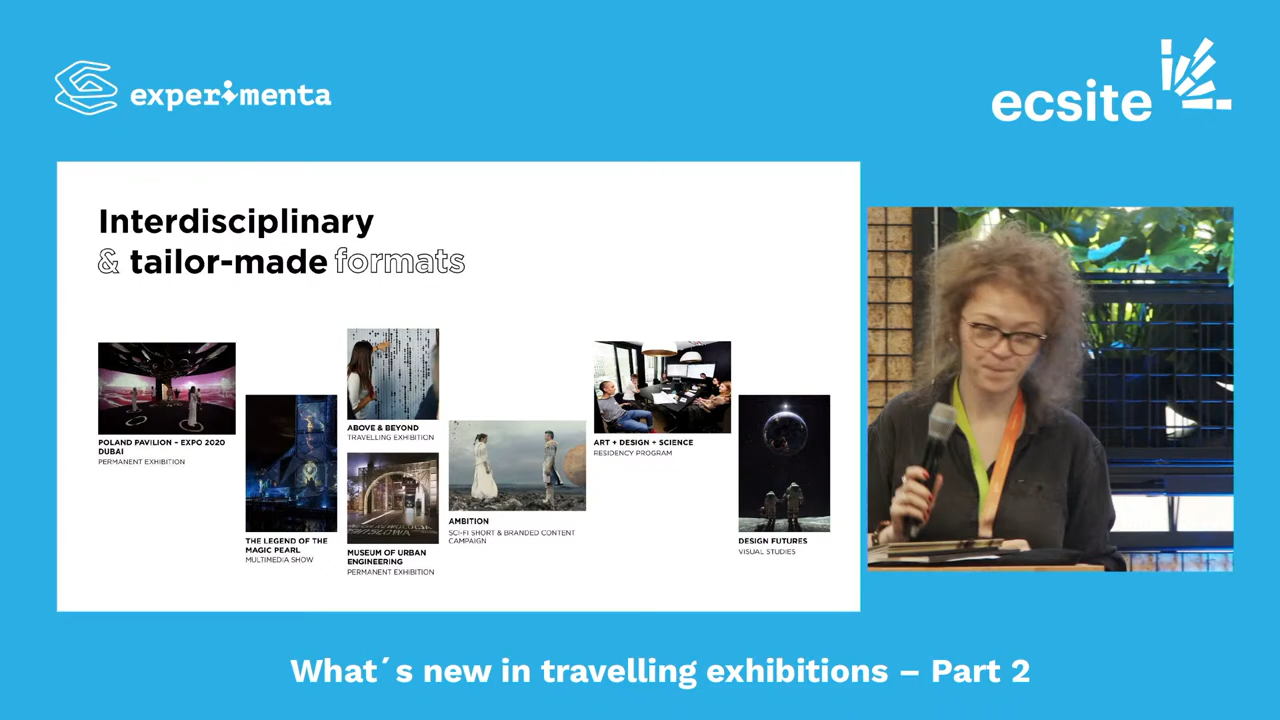 experimenta
ecsite
Interdisciplinary
& tailor-made formats
POLAND PAVILION – EXPO 2020
DUBAI
PERMANENT EXHIBITION
THE LEGEND OF THE
MAGIC PEARL
MULTIMEDIA SHOW
ABOVE & BEYOND
TRAVELLING EXHIBITION
MUSEUM OF URBAN
ENGINEERING
PERMANENT EXHIBITION
AMBITION
SCI-FI SHORT & BRANDED CONTENT
CAMPAIGN
ART + DESIGN + SCIENCE
RESIDENCY PROGRAM
DESIGN FUTURES
VISUAL STUDIES
What´s new in travelling exhibitions – Part 2